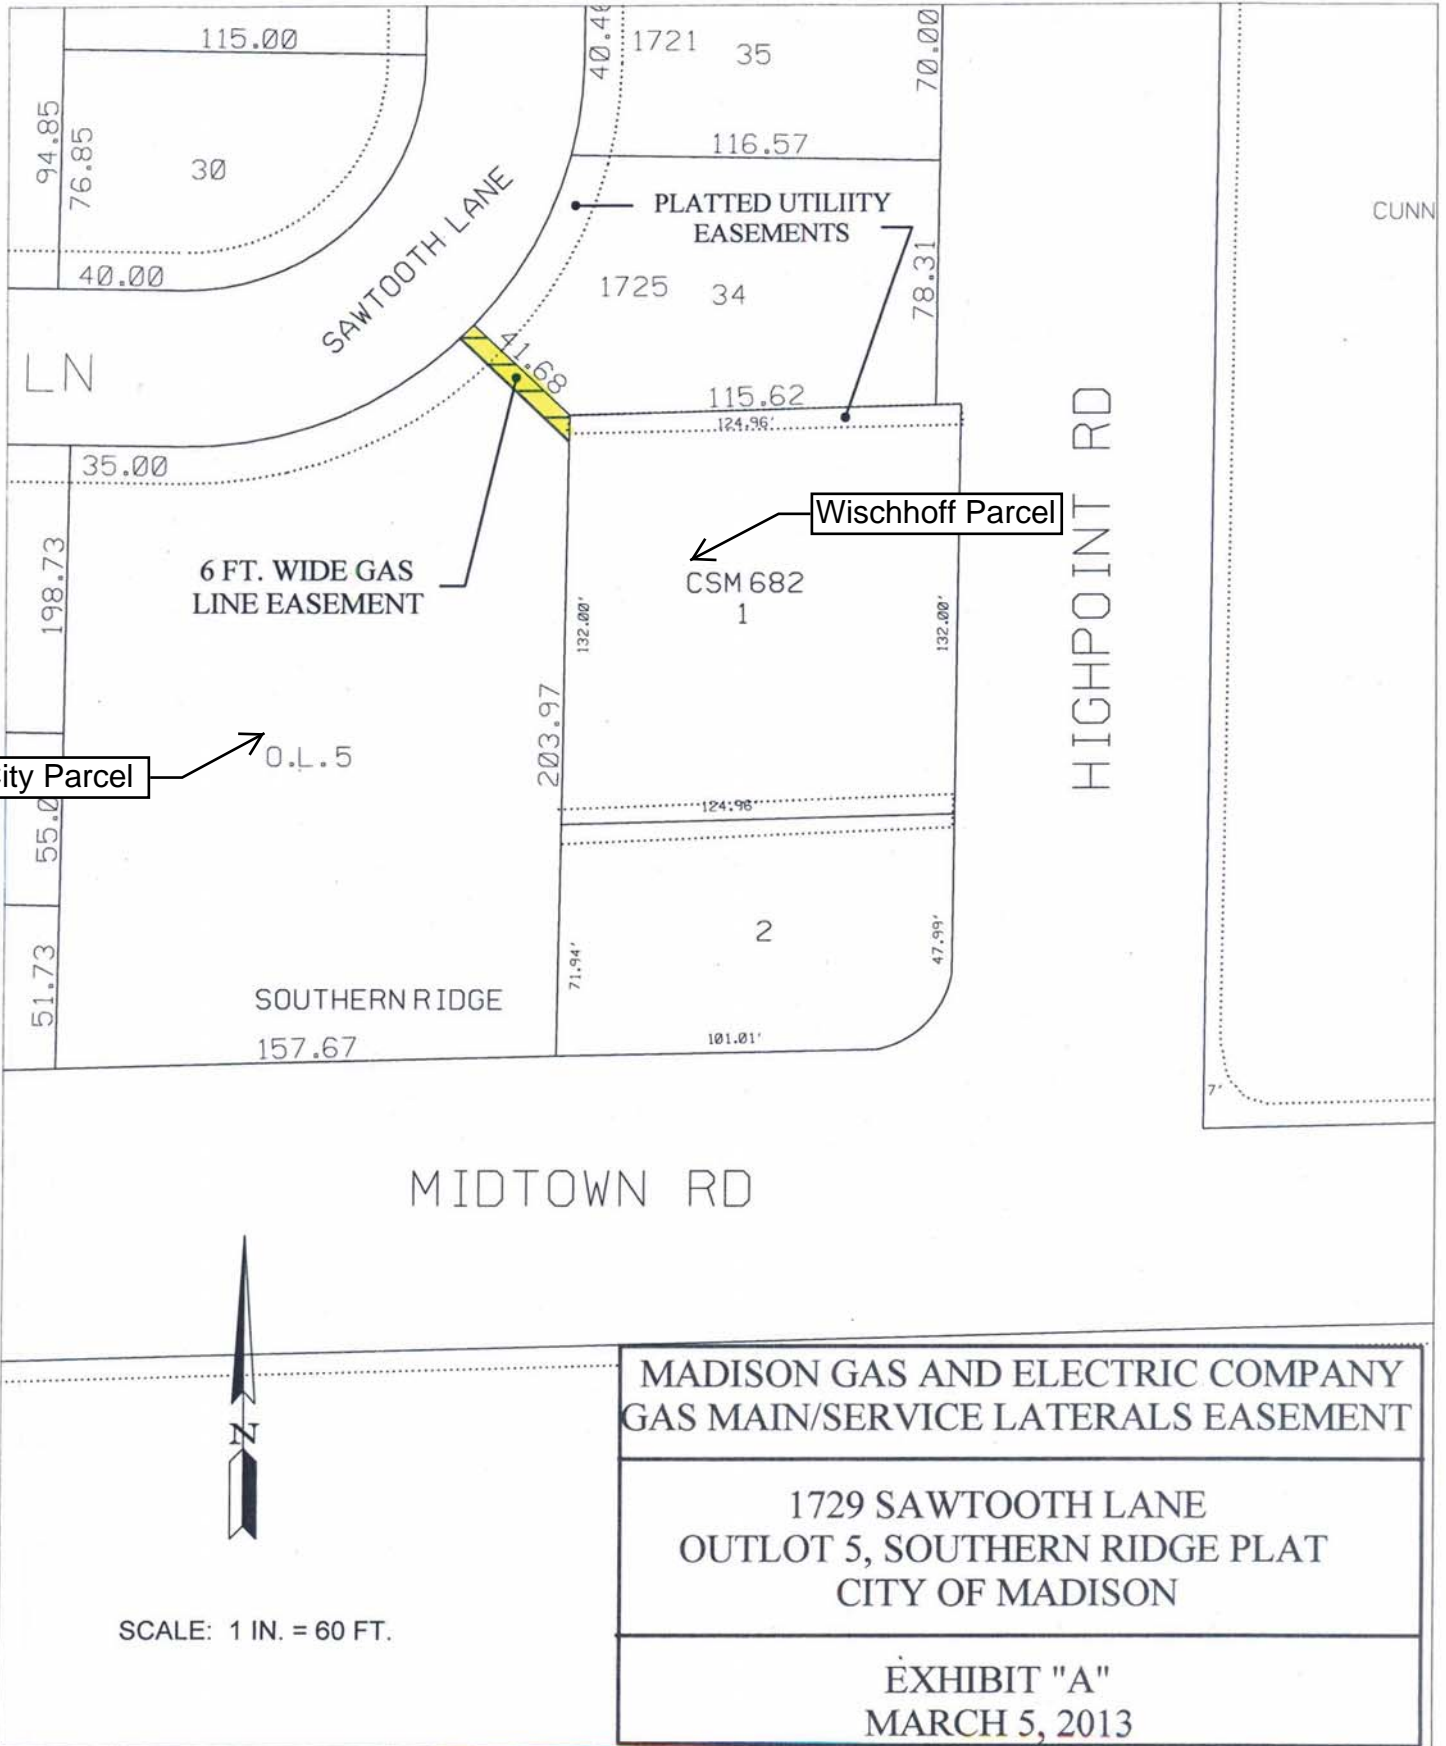 115.00
40.46
1721 35
70.00
94.85
76.85
30
116.57
SAWTOOTH LANE
PLATTED UTILIITY
EASEMENTS
CUNN
40.00
1725 34
78.31
LN
41.68
115.62
124.96'
35.00
HIGHPOINT RD
Wischhoff Parcel
198.73
6 FT. WIDE GAS
LINE EASEMENT
CSM 682
1
132.00'
132.00'
203.97
O.L.5
ity Parcel
124.96'
55.0
2
71.94'
47.99'
51.73
SOUTHERN RIDGE
157.67
101.01'
7'
MIDTOWN RD
N
SCALE: 1 IN. = 60 FT.
MADISON GAS AND ELECTRIC COMPANY
GAS MAIN/SERVICE LATERALS EASEMENT
1729 SAWTOOTH LANE
OUTLOT 5, SOUTHERN RIDGE PLAT
CITY OF MADISON
EXHIBIT "A"
MARCH 5, 2013